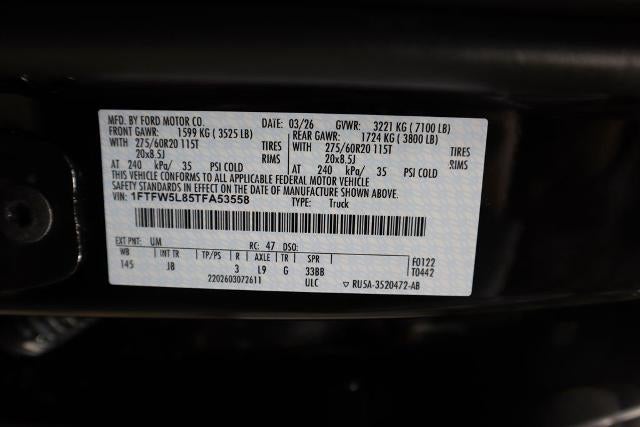 MFD. BY FORD MOTOR CO. 03/26 GVWR: 3221 KG ( 7100 LB)
FRONT GAWR: 1599 KG ( 3525 LB) REAR GAWR: 1724 KG ( 3800 LB)
WITH 275/60R20 115T TIRES WITH 275/60R20 115T TIRES
20x8.5J RIMS 20x8.5J RIMS
AT 240 kPa/ 35 PSI COLD AT 240 kPa/ 35 PSI COLD
THIS VEHICLE CONFORMS TO ALL APPLICABLE FEDERAL MOTOR VEHICLE
SAFETY AND THEFT PREVENTION STANDARDS IN EFFECT ON THE DATE OF MANUFACTURE SHOWN ABOVE.
VIN: 1FTFW5L85TFA53558 TYPE: Truck
EXT PNT: UM RC: 47 DSO: F0122
WB INT TR TP/PS R AXLE TR SPR T0442
145 JB 3 L9 G 33BB
2202603072611 ULC ▽ RU5A-3520472-AB